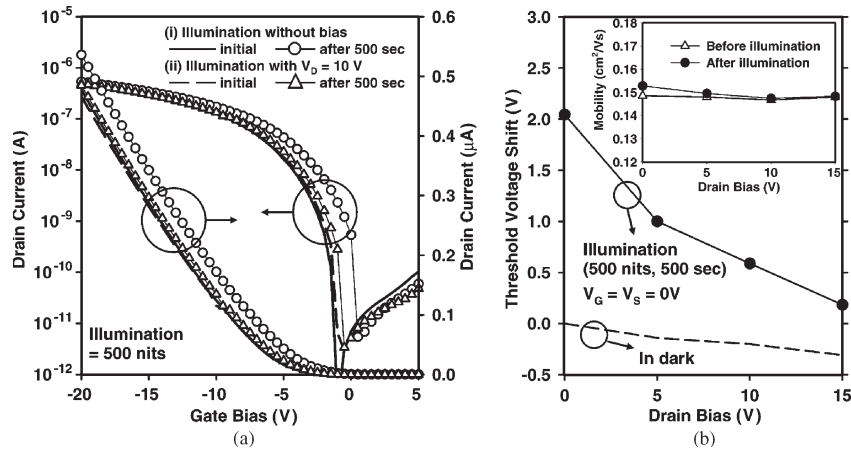 10⁻⁵
10⁻⁶
10⁻⁷
10⁻⁸
10⁻⁹
10⁻¹⁰
10⁻¹¹
10⁻¹²
Drain Current (A)
(i) Illumination without bias
initial after 500 sec
(ii) Illumination with V_D = 10 V
initial after 500 sec
Illumination
= 500 nits
0.6
0.5
0.4
0.3
0.2
0.1
0.0
Drain Current (μA)
-20 -15 -10 -5 0 5
Gate Bias (V)
(a)
3.0
2.5
2.0
1.5
1.0
0.5
0.0
-0.5
Threshold Voltage Shift (V)
0.18
0.17
0.16
0.15
0.14
0.13
0.12
Mobility (cm²/Vs)
Before illumination
After illumination
0 5 10 15
Drain Bias (V)
Illumination
(500 nits, 500 sec)
V_G = V_S = 0V
In dark
0 5 10 15
Drain Bias (V)
(b)